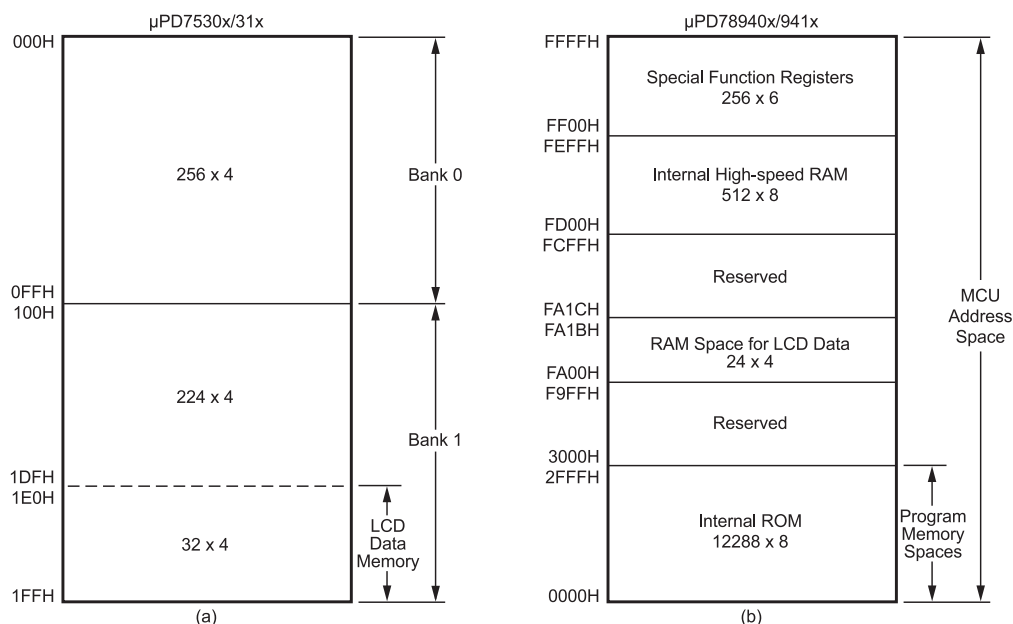 µPD7530x/31x
000H
256 x 4
Bank 0
0FFH
100H
224 x 4
Bank 1
1DFH
1E0H
LCD
Data
Memory
32 x 4
1FFH
(a)
µPD78940x/941x
FFFFH
Special Function Registers
256 x 6
FF00H
FEFFH
Internal High-speed RAM
512 x 8
FD00H
FCFFH
Reserved
FA1CH
FA1BH
RAM Space for LCD Data
24 x 4
FA00H
F9FFH
Reserved
3000H
2FFFH
Internal ROM
12288 x 8
0000H
MCU
Address
Space
Program
Memory
Spaces
(b)